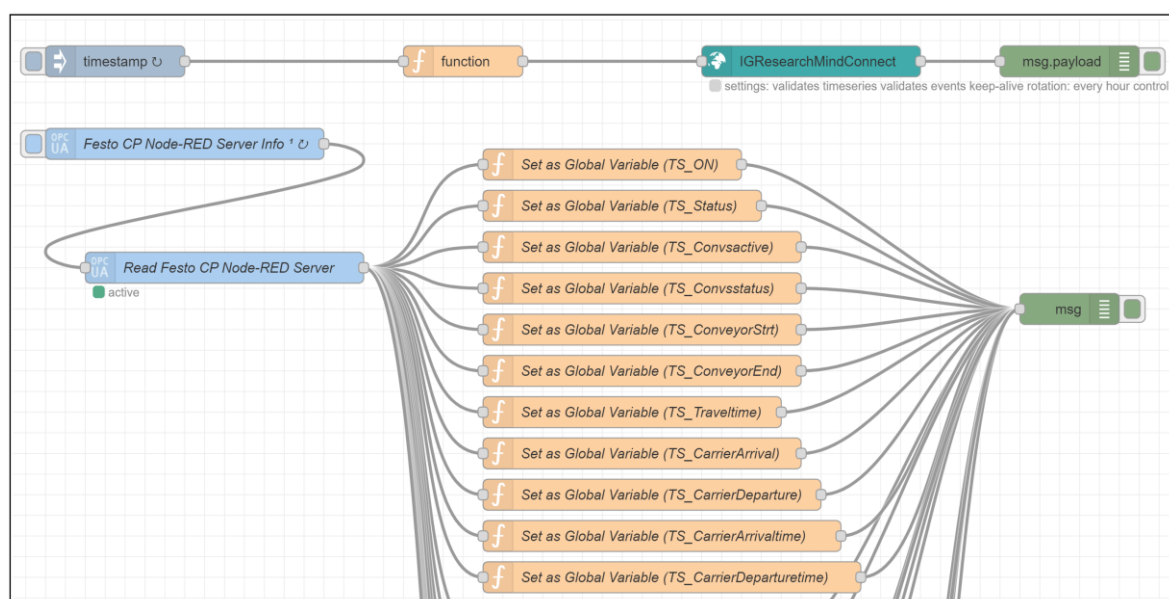 timestamp ↻
function
IGResearchMindConnect
msg.payload
settings: validates timeseries validates events keep-alive rotation: every hour control
OPC UA
Festo CP Node-RED Server Info ¹ ↻
OPC UA
Read Festo CP Node-RED Server
active
Set as Global Variable (TS_ON)
Set as Global Variable (TS_Status)
Set as Global Variable (TS_Convsactive)
Set as Global Variable (TS_Convsstatus)
Set as Global Variable (TS_ConveyorStrt)
Set as Global Variable (TS_ConveyorEnd)
Set as Global Variable (TS_Traveltime)
Set as Global Variable (TS_CarrierArrival)
Set as Global Variable (TS_CarrierDeparture)
Set as Global Variable (TS_CarrierArrivaltime)
Set as Global Variable (TS_CarrierDeparturetime)
msg